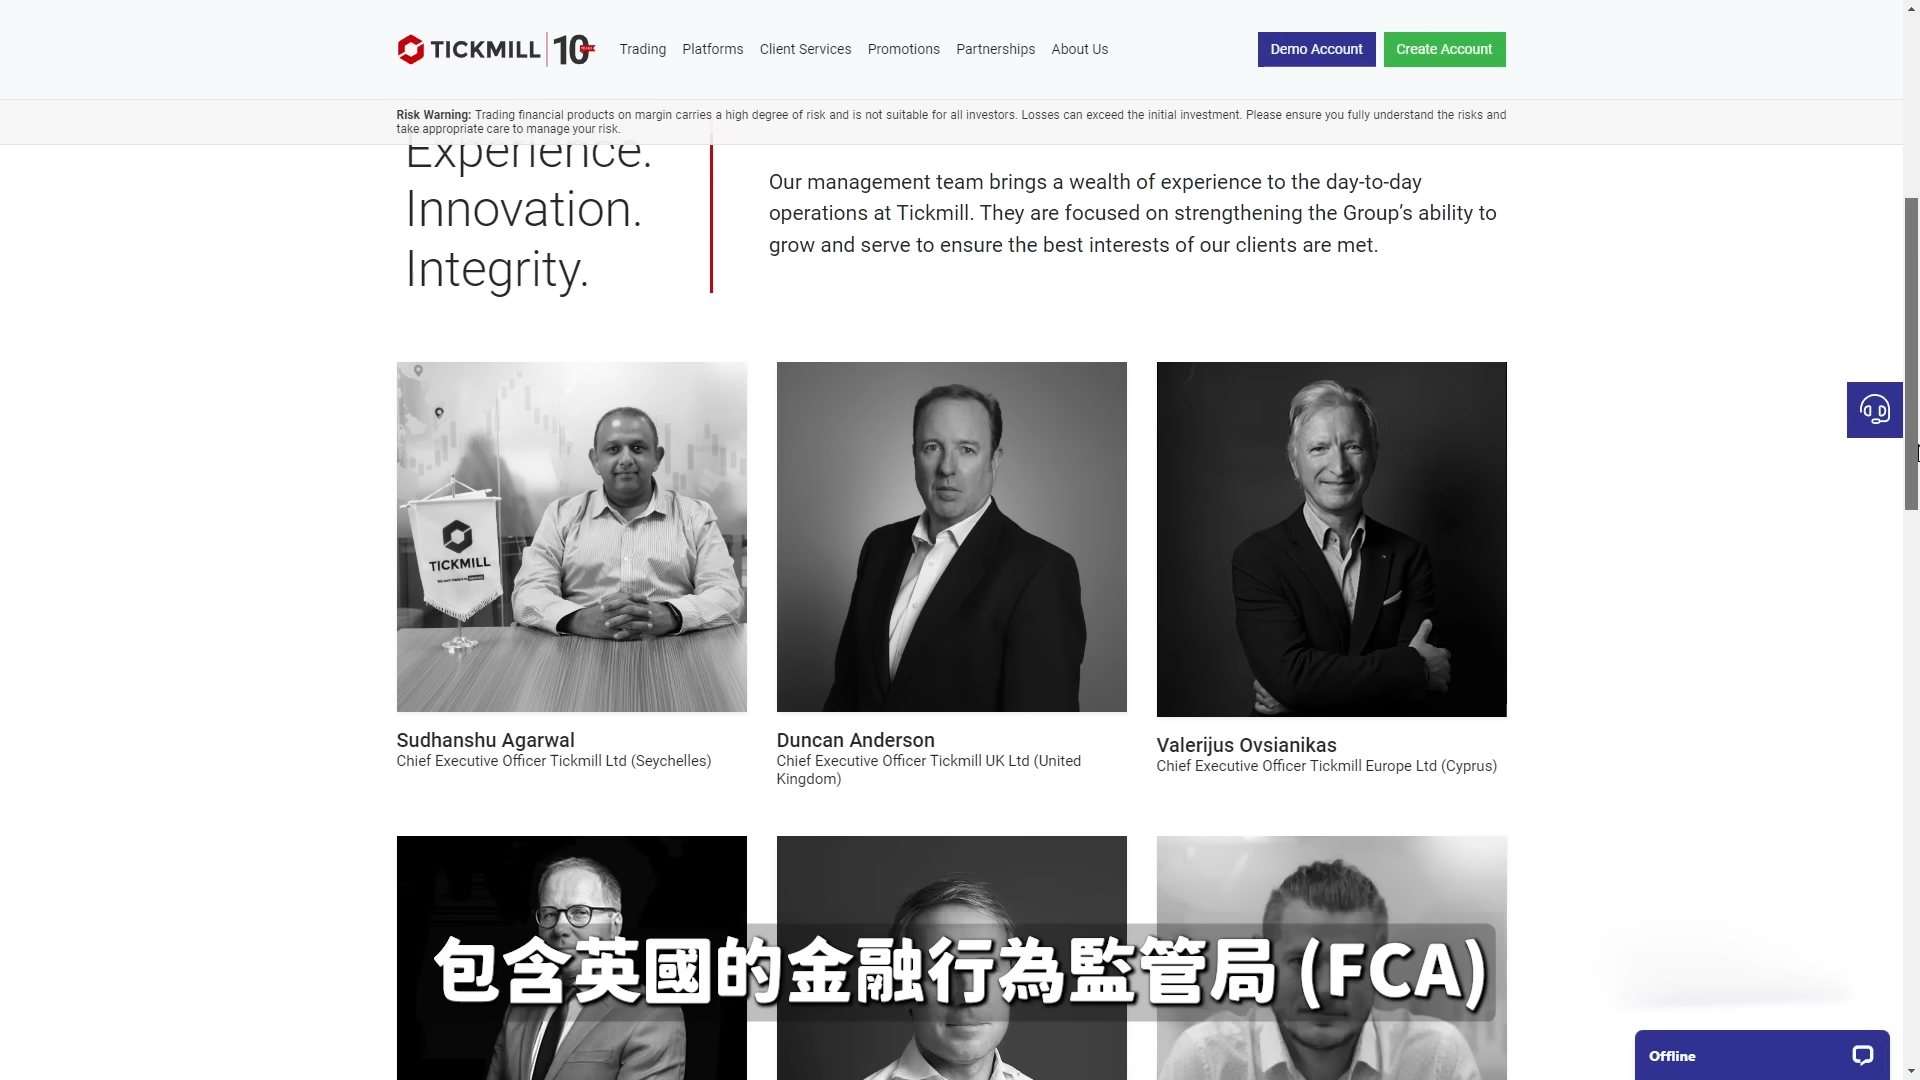 TICKMILL 10
Trading Platforms Client Services Promotions Partnerships About Us
Demo Account Create Account
Risk Warning: Trading financial products on margin carries a high degree of risk and is not suitable for all investors. Losses can exceed the initial investment. Please ensure you fully understand the risks and
take appropriate care to manage your risk.
Experience.
Innovation.
Integrity.
Our management team brings a wealth of experience to the day-to-day
operations at Tickmill. They are focused on strengthening the Group’s ability to
grow and serve to ensure the best interests of our clients are met.
TICKMILL
Sudhanshu Agarwal
Chief Executive Officer Tickmill Ltd (Seychelles)
Duncan Anderson
Chief Executive Officer Tickmill UK Ltd (United
Kingdom)
Valerijus Ovsianikas
Chief Executive Officer Tickmill Europe Ltd (Cyprus)
包含英國的金融行為監管局 (FCA)
Offline